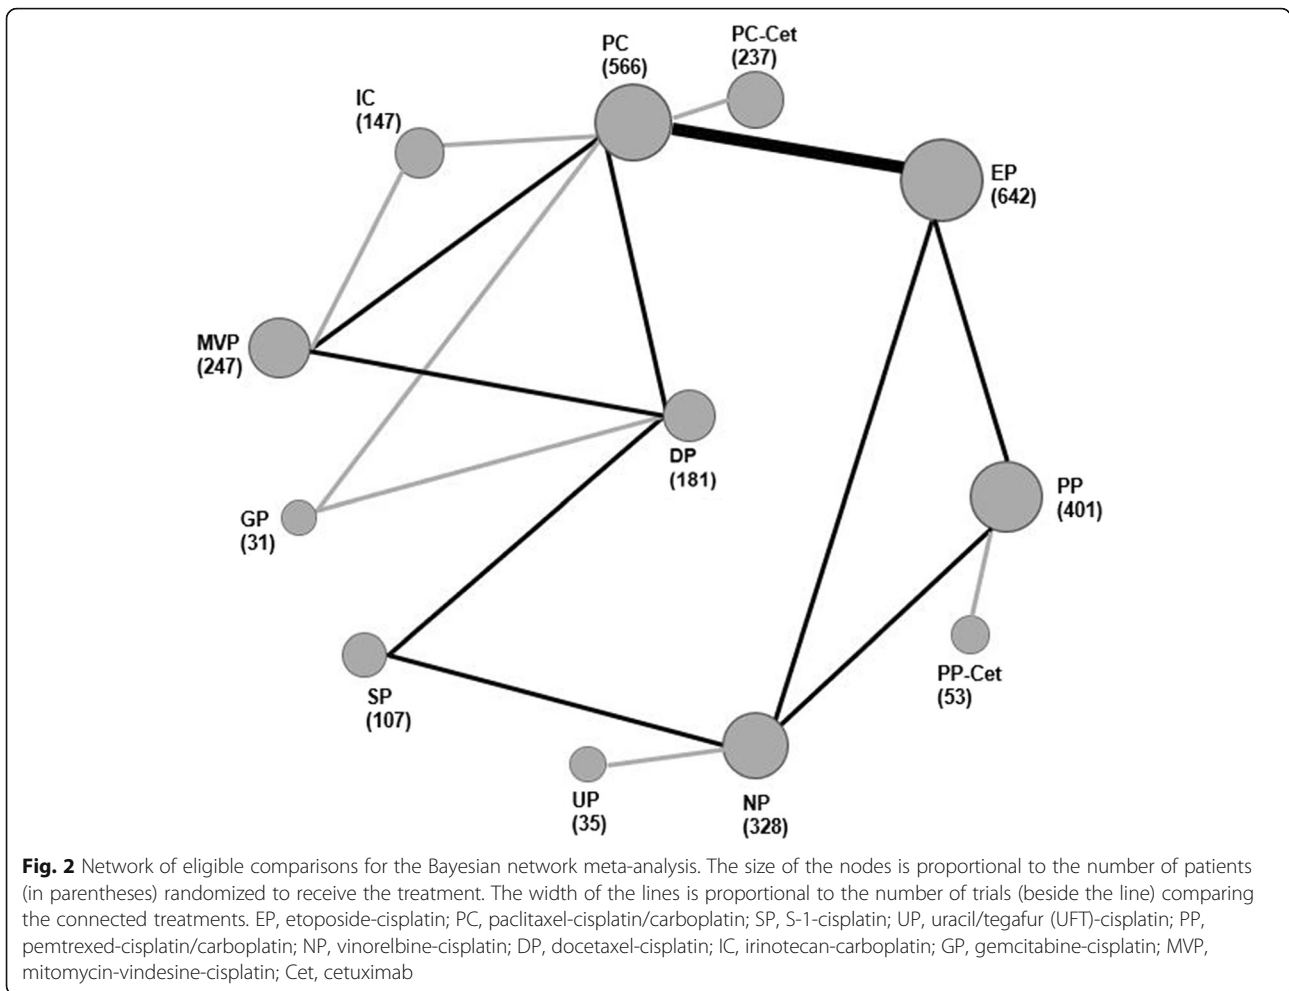 PC
(566)
PC-Cet
(237)
IC
(147)
EP
(642)
MVP
(247)
DP
(181)
PP
(401)
GP
(31)
PP-Cet
(53)
SP
(107)
UP
(35)
NP
(328)
Fig. 2 Network of eligible comparisons for the Bayesian network meta-analysis. The size of the nodes is proportional to the number of patients
(in parentheses) randomized to receive the treatment. The width of the lines is proportional to the number of trials (beside the line) comparing
the connected treatments. EP, etoposide-cisplatin; PC, paclitaxel-cisplatin/carboplatin; SP, S-1-cisplatin; UP, uracil/tegafur (UFT)-cisplatin; PP,
pemtrexed-cisplatin/carboplatin; NP, vinorelbine-cisplatin; DP, docetaxel-cisplatin; IC, irinotecan-carboplatin; GP, gemcitabine-cisplatin; MVP,
mitomycin-vindesine-cisplatin; Cet, cetuximab